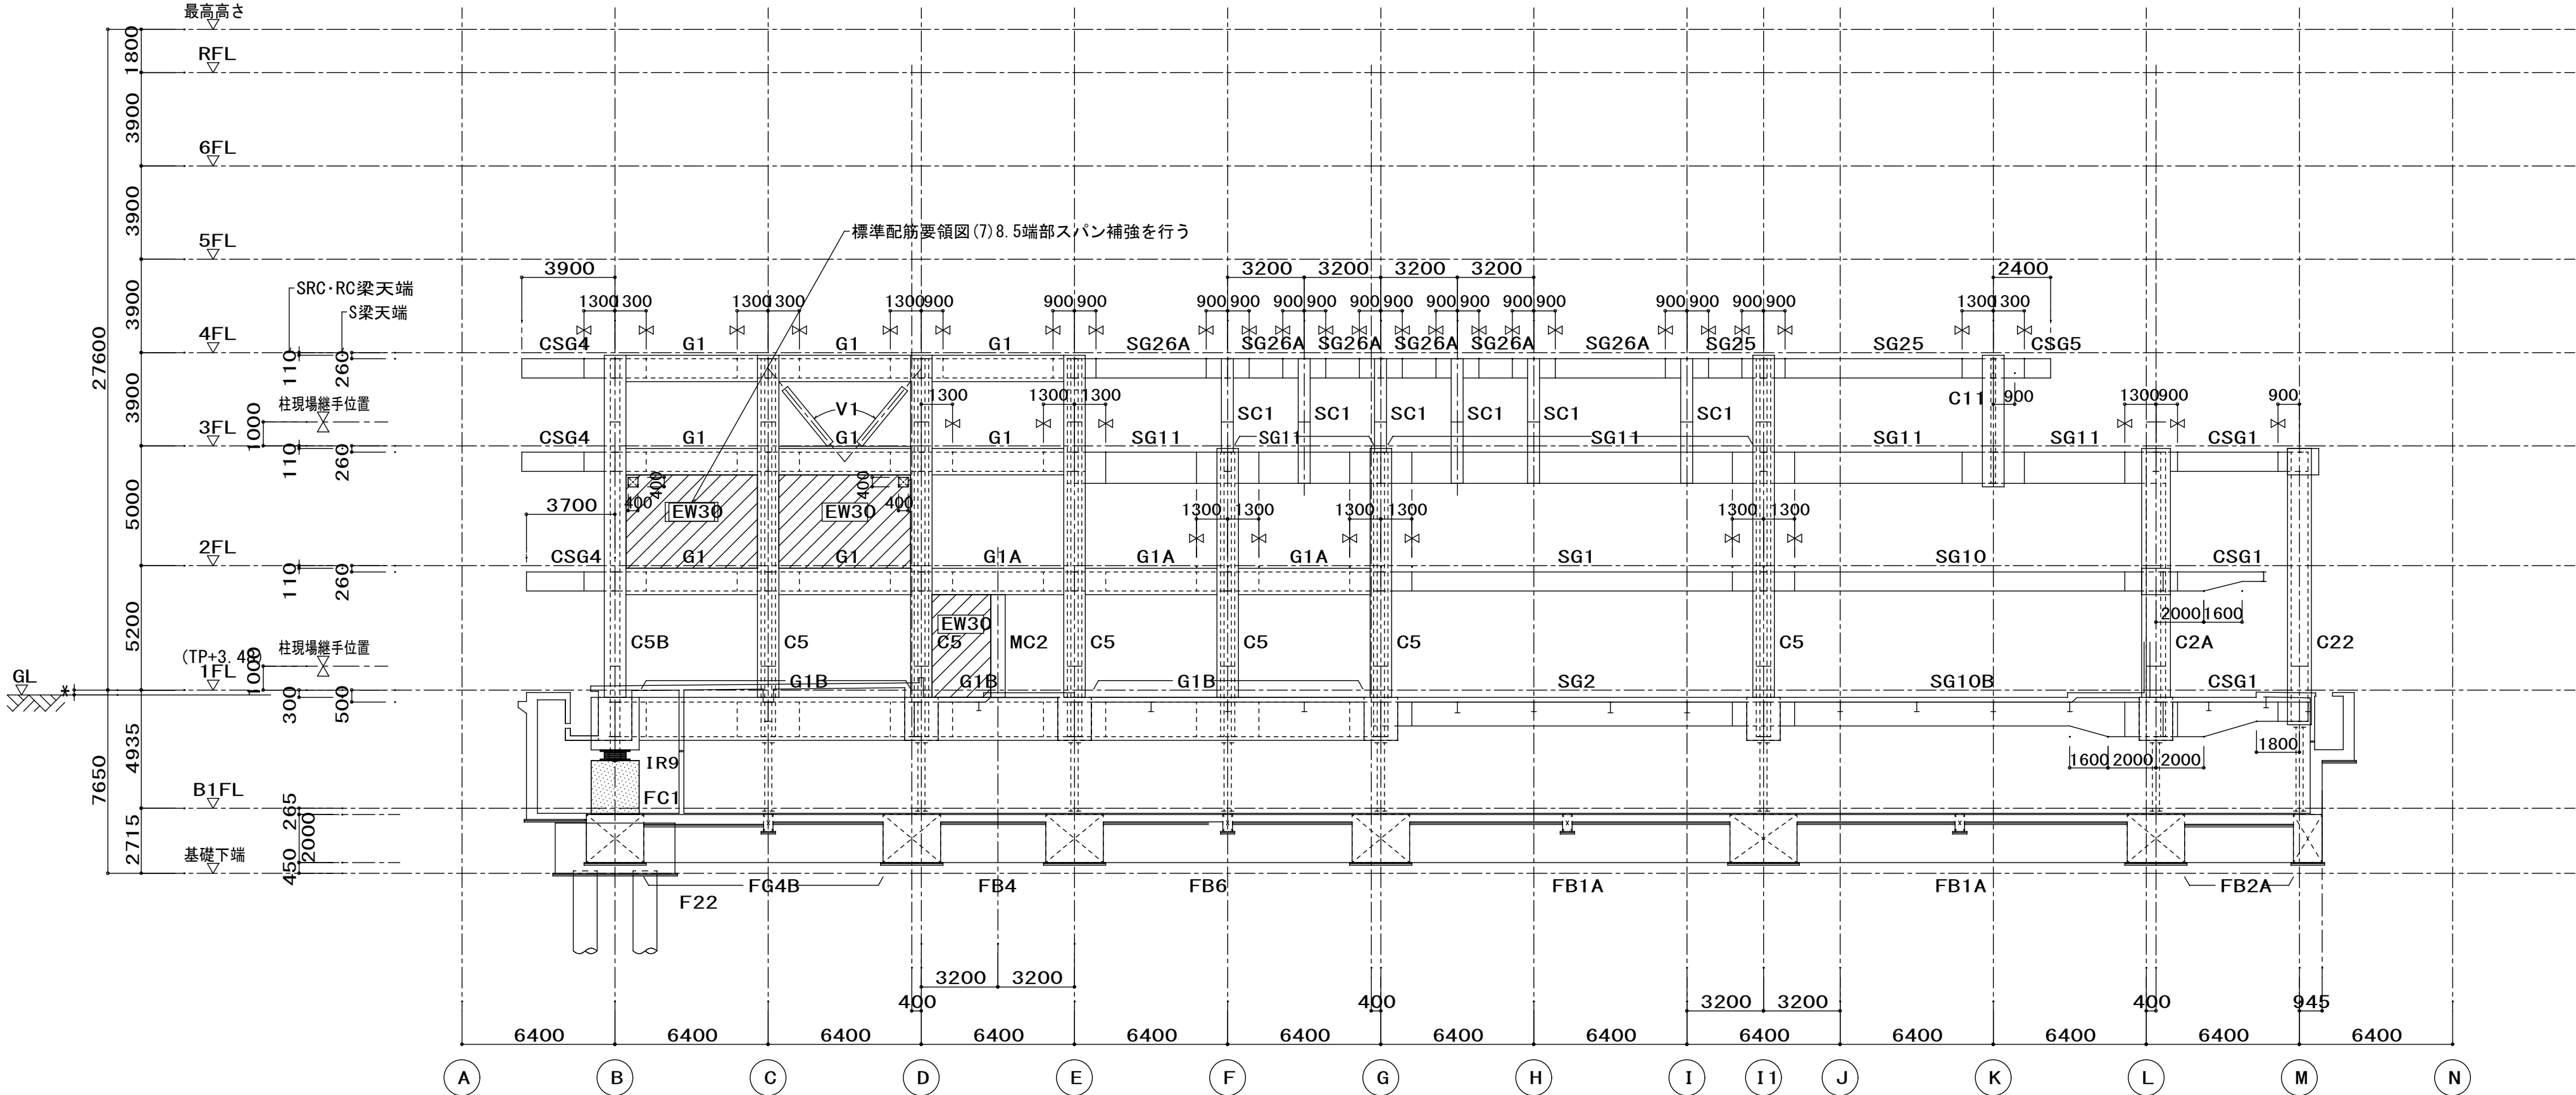 最高高さ
1800
RFL
3900
6FL
3900
5FL
標準配筋要領図(7)8.5端部スパン補強を行う
3900
3200 3200 3200 3200
2400
SRC・RC梁天端
S梁天端
3900
27600
1300 1300 1300 1300 1300 900 900 900 900 900 900 900 900 900 900 900 900 900 900 900 900 900 1300 1300
4FL
CSG4 G1 G1 G1 SG26A SG26A SG26A SG26A SG26A SG26A SG25 SG25 CSG5
110 260
3900
柱現場継手位置
1000
V1
1300 1300 1300
SC1 SC1 SC1 SC1 SC1 SC1
C11 900
1300 900 900
3FL
CSG4 G1 G1 G1 SG11 SG11 SG11 SG11 SG11 CSG1
110 260
5000
400 400
400 400
EW30 EW30
3700
1300 1300 1300 1300 1300 1300
2FL
CSG4 G1 G1 G1A G1A G1A SG1 SG10 CSG1
110 260
5200
2000 1600
EW30
C5B C5 C5 MC2 C5 C5 C5 C5 C2A C22
柱現場継手位置
(TP+3.48)
1000
GL
1FL
G1B G1B G1B SG2 SG10B CSG1
300 500
4935
1800
1600 2000 2000
IR9
7650
B1FL
FC1
265
2000
2715
基礎下端
450
FG4B FB4 FB6 FB1A FB1A FB2A
F22
3200 3200
400 400 3200 3200 400 945
6400 6400 6400 6400 6400 6400 6400 6400 6400 6400 6400 6400 6400
A B C D E F G H I I1 J K L M N